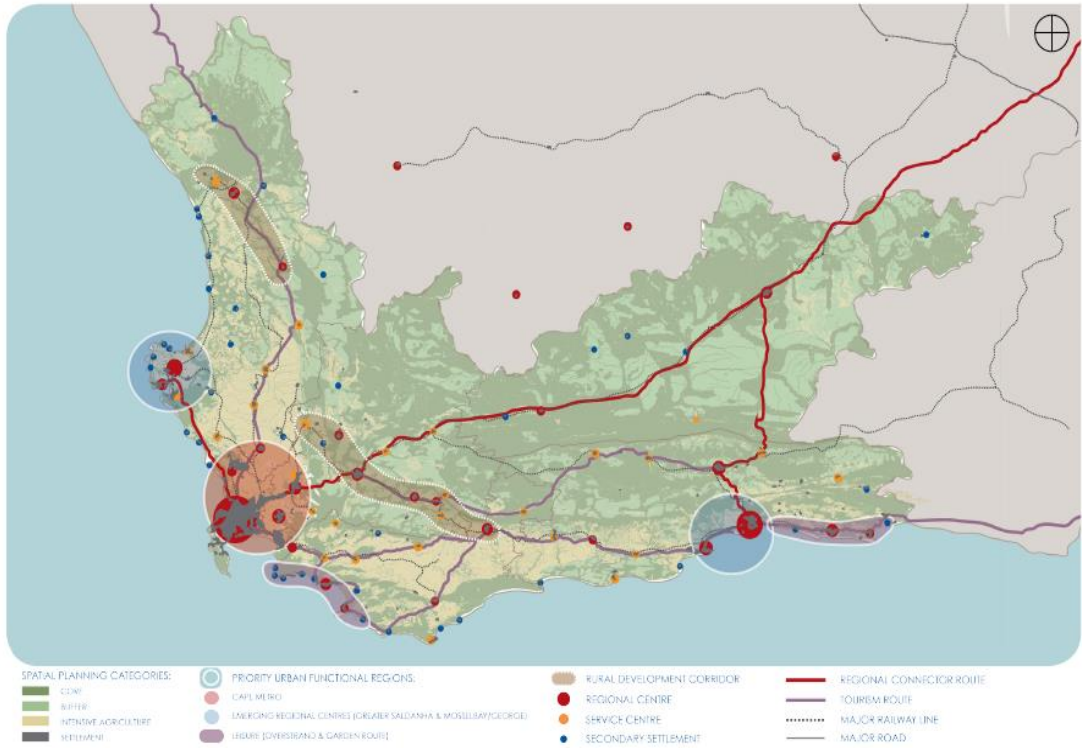 SPATIAL PLANNING CATEGORIES:
CORE
BUFFER
INTENSIVE AGRICULTURE
SETTLEMENT
PRIORITY URBAN FUNCTIONAL REGIONS:
CAPE METRO
EMERGING REGIONAL CENTRES (GREATER SALDANHA & MOSSELBAY/GEORGE)
LEISURE (OVERSTRAND & GARDEN ROUTE)
RURAL DEVELOPMENT CORRIDOR
REGIONAL CENTRE
SERVICE CENTRE
SECONDARY SETTLEMENT
REGIONAL CONNECTOR ROUTE
TOURISM ROUTE
MAJOR RAILWAY LINE
MAJOR ROAD